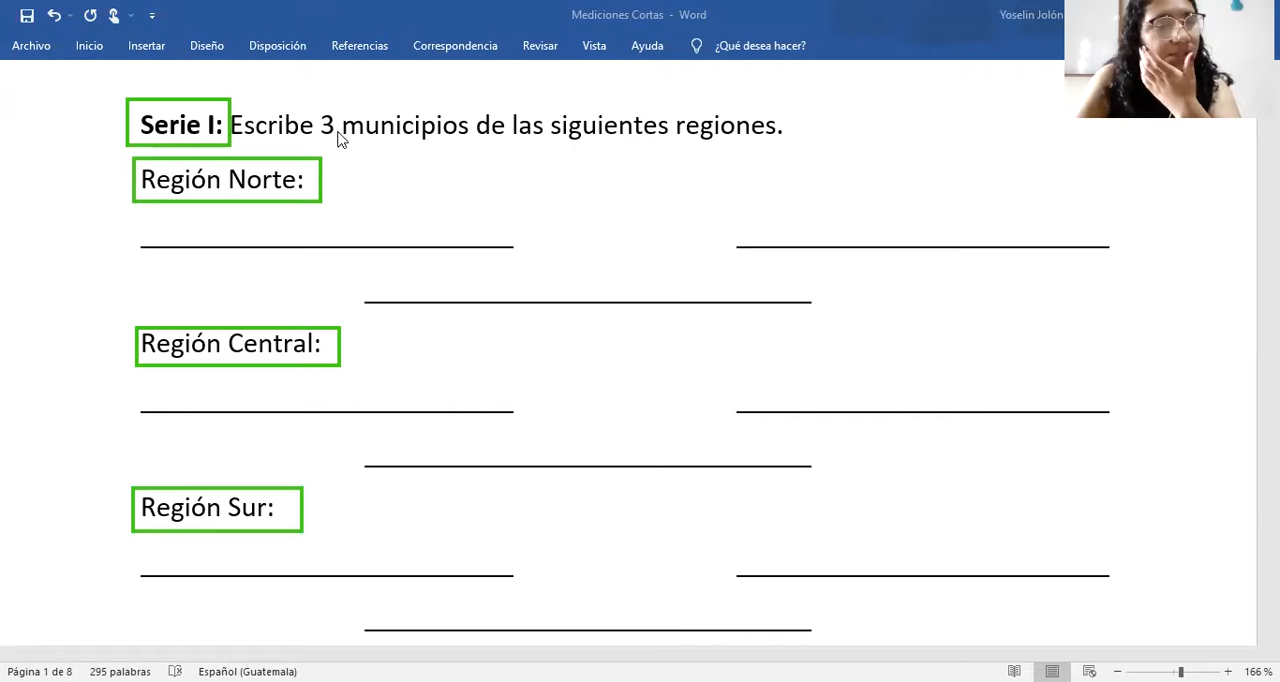 Mediciones Cortas - Word
Yoselin Jolón
Archivo Inicio Insertar Diseño Disposición Referencias Correspondencia Revisar Vista Ayuda ¿Qué desea hacer?
Serie I: Escribe 3 municipios de las siguientes regiones.
Región Norte:
Región Central:
Región Sur:
Página 1 de 8 295 palabras Español (Guatemala) 166 %